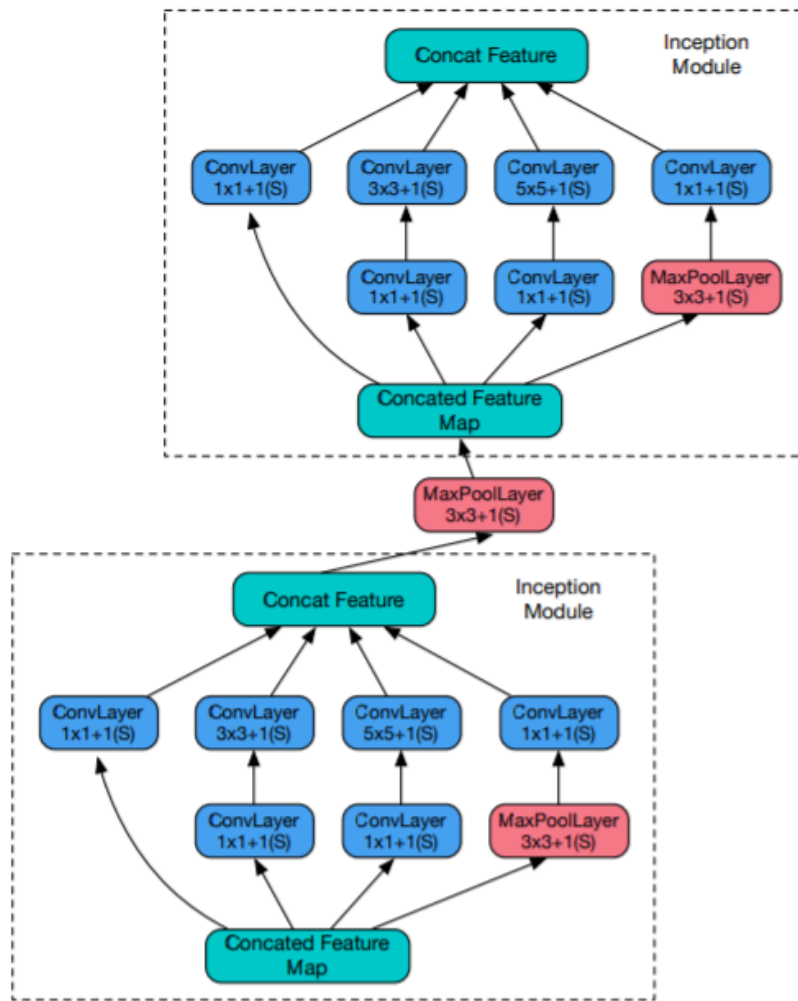 Concat Feature
Inception
Module
ConvLayer
1x1+1(S)
ConvLayer
3x3+1(S)
ConvLayer
5x5+1(S)
ConvLayer
1x1+1(S)
ConvLayer
1x1+1(S)
ConvLayer
1x1+1(S)
MaxPoolLayer
3x3+1(S)
Concated Feature
Map
MaxPoolLayer
3x3+1(S)
Concat Feature
Inception
Module
ConvLayer
1x1+1(S)
ConvLayer
3x3+1(S)
ConvLayer
5x5+1(S)
ConvLayer
1x1+1(S)
ConvLayer
1x1+1(S)
ConvLayer
1x1+1(S)
MaxPoolLayer
3x3+1(S)
Concated Feature
Map